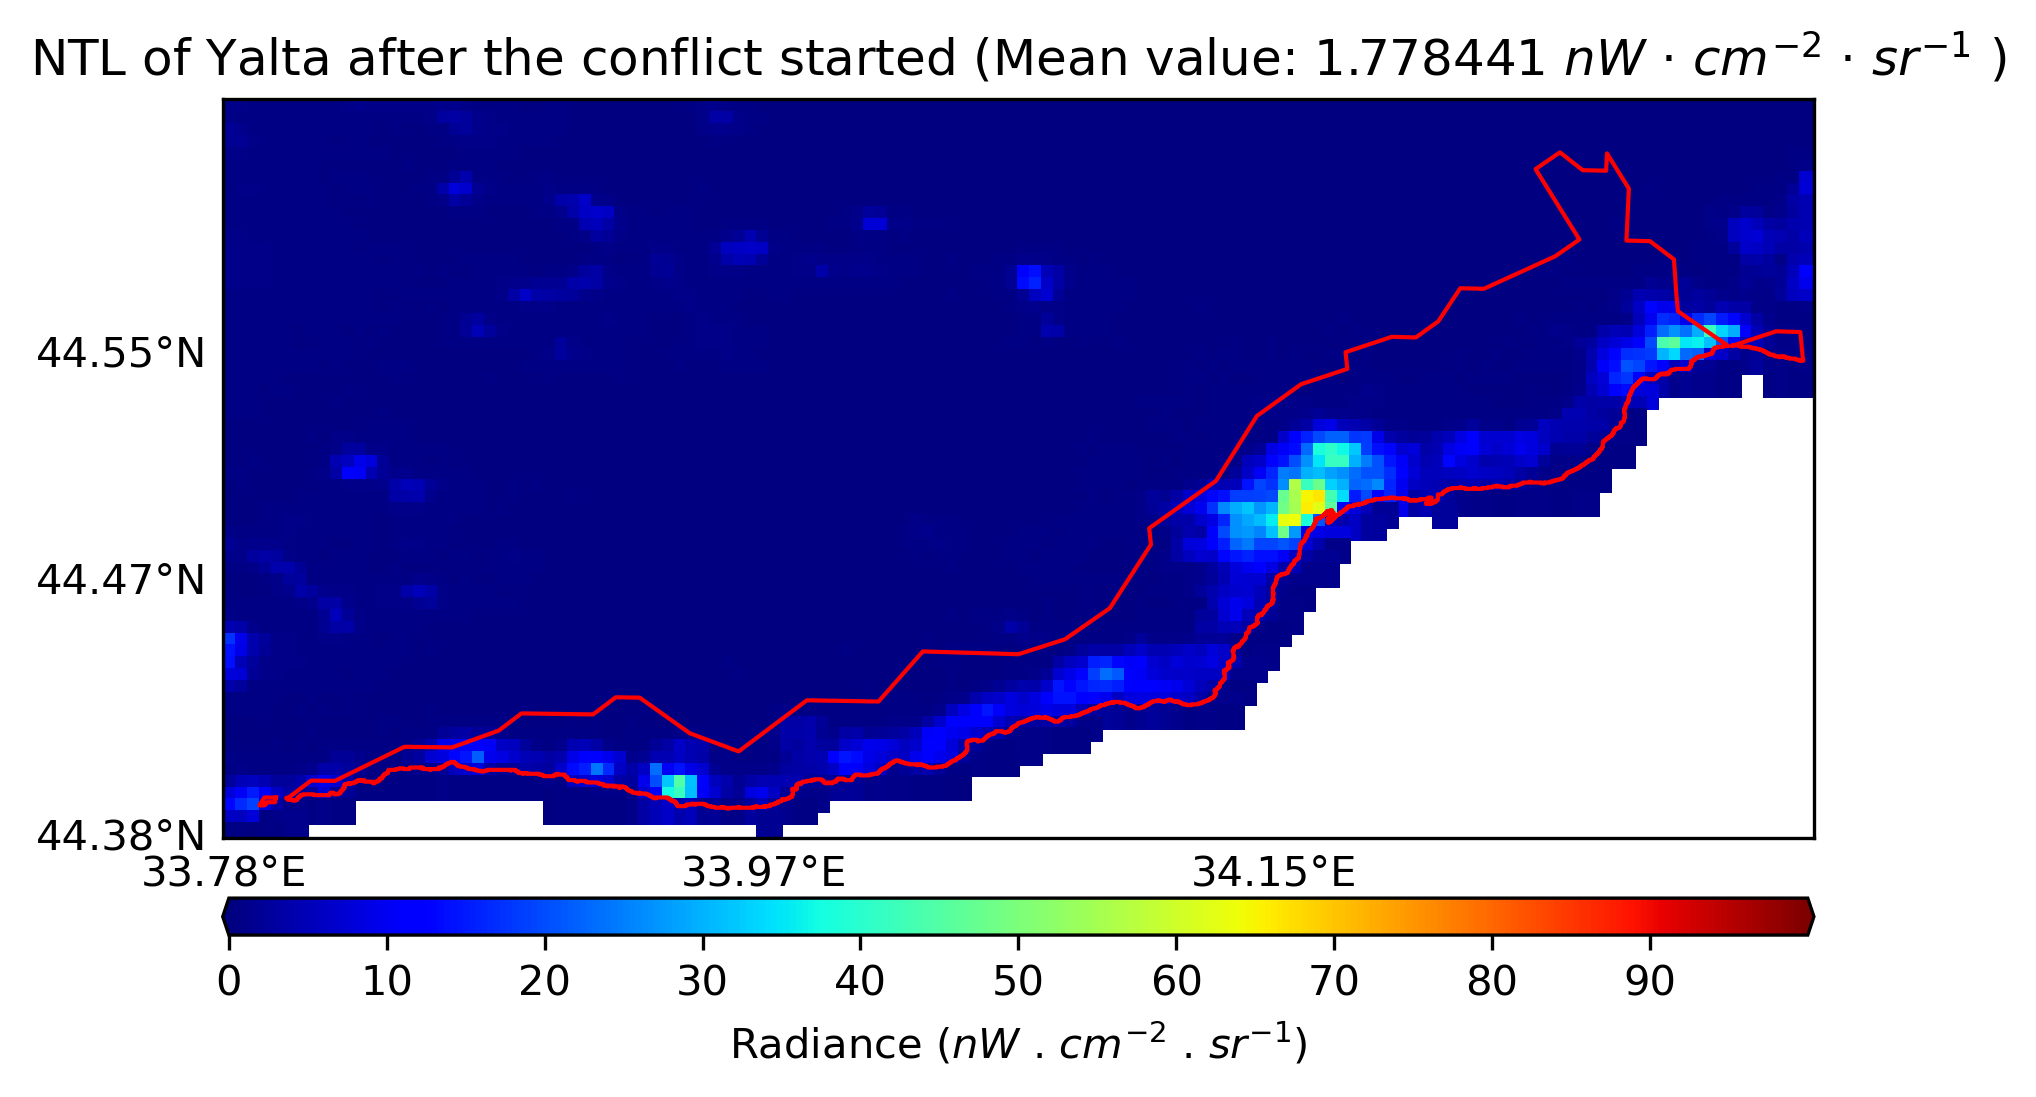 NTL of Yalta after the conflict started (Mean value: 1.778441 nW · cm⁻² · sr⁻¹ )
44.55°N
44.47°N
44.38°N
33.78°E 33.97°E 34.15°E
0 10 20 30 40 50 60 70 80 90
Radiance (nW . cm⁻² . sr⁻¹)